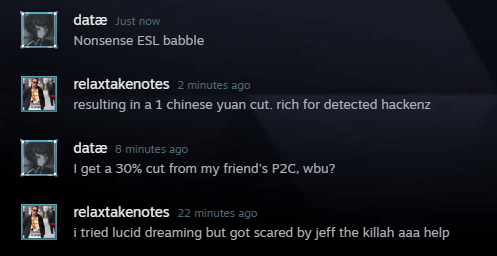 datæ Just now
Nonsense ESL babble
relaxtakenotes 2 minutes ago
resulting in a 1 chinese yuan cut. rich for detected hackenz
datæ 8 minutes ago
I get a 30% cut from my friend's P2C, wbu?
relaxtakenotes 22 minutes ago
i tried lucid dreaming but got scared by jeff the killah aaa help